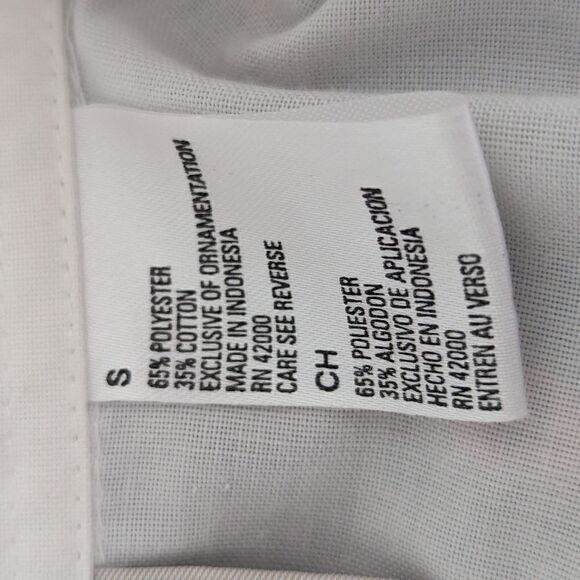 S
65% POLYESTER
35% COTTON
EXCLUSIVE OF ORNAMENTATION
MADE IN INDONESIA
RN 42000
CARE SEE REVERSE
CH
65% POLIESTER
35% ALGODON
EXCLUSIVO DE APLICACION
HECHO EN INDONESIA
RN 42000
ENTREN AU VERSO